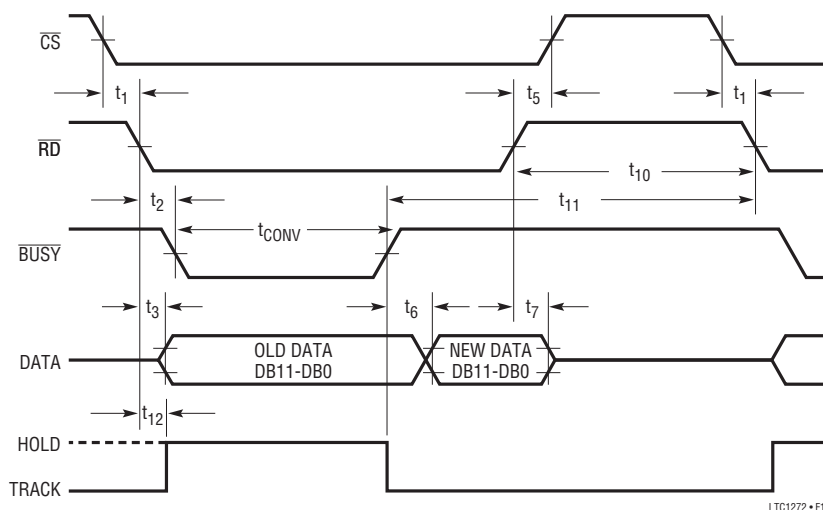 CS
t1
t5
t1
RD
t10
t2
t11
tCONV
BUSY
t3
t6
t7
DATA
OLD DATA
DB11-DB0
NEW DATA
DB11-DB0
t12
HOLD
TRACK